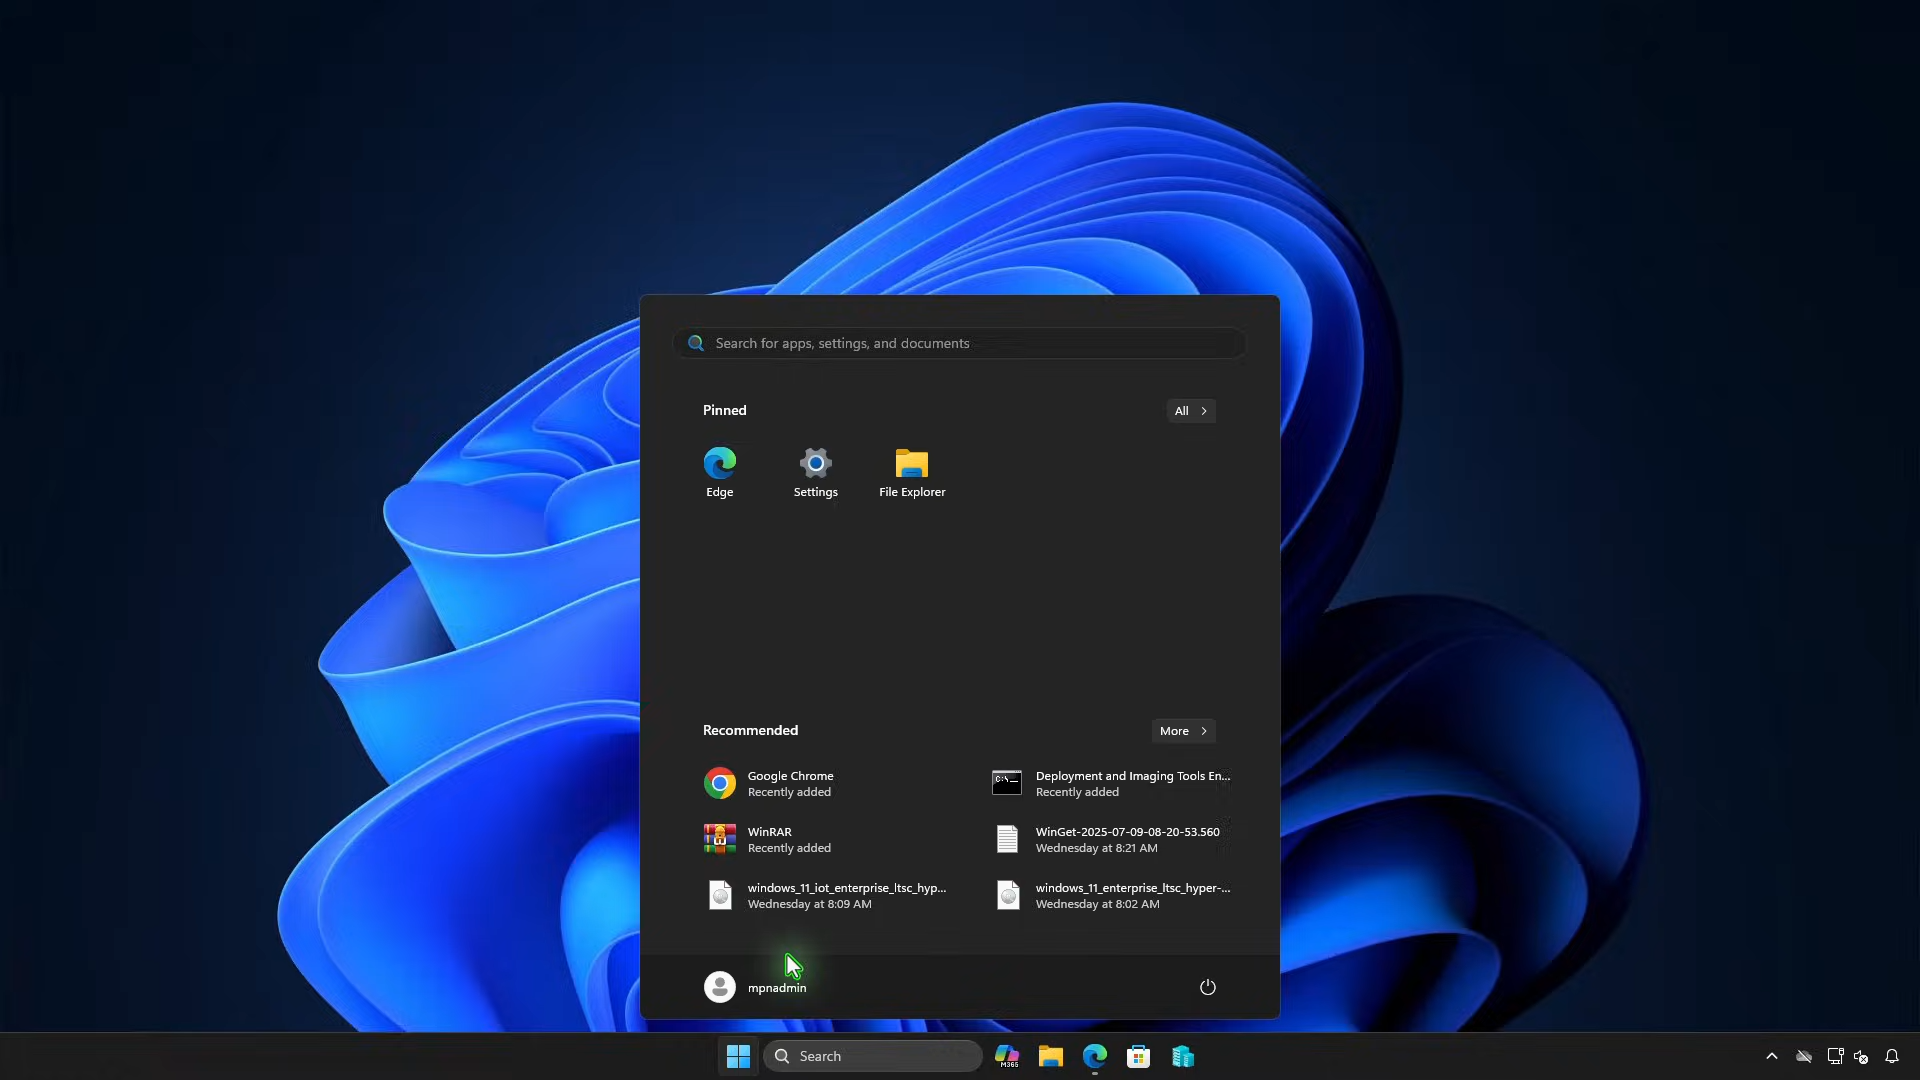 Search for apps, settings, and documents
Pinned
All
Edge
Settings
File Explorer
Recommended
More
Google Chrome
Recently added
Deployment and Imaging Tools En...
Recently added
WinRAR
Recently added
WinGet-2025-07-09-08-20-53.560
Wednesday at 8:21 AM
windows_11_iot_enterprise_ltsc_hyp...
Wednesday at 8:09 AM
windows_11_enterprise_ltsc_hyper-...
Wednesday at 8:02 AM
mpnadmin
Search
M365